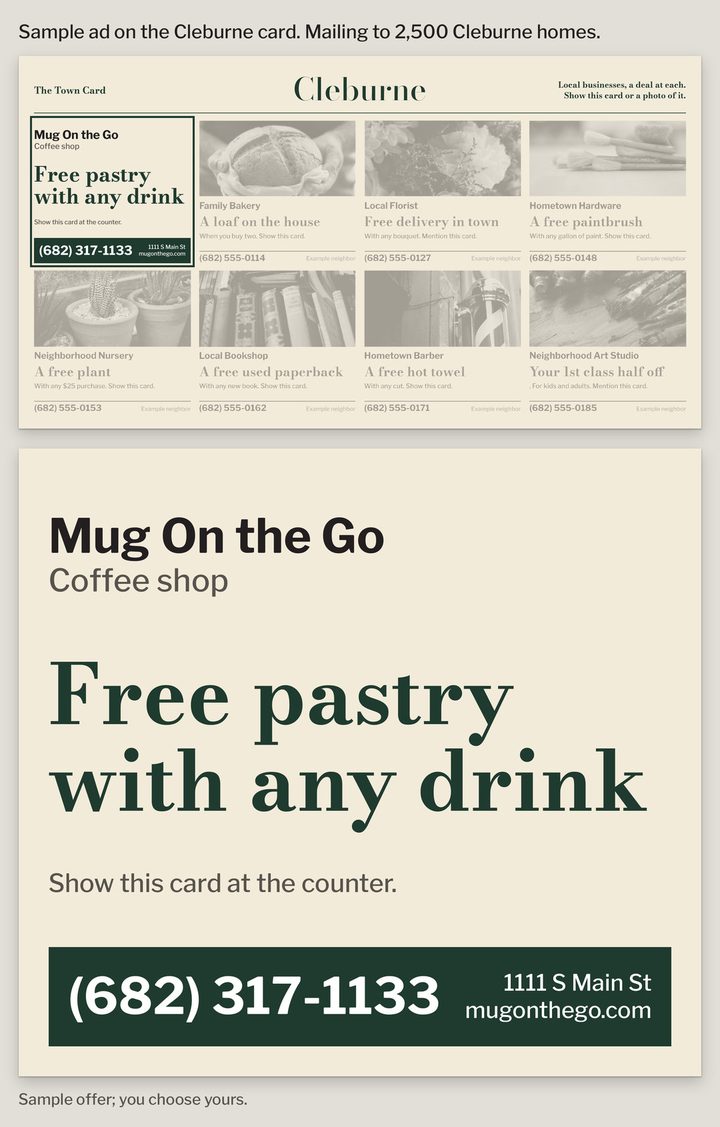 Sample ad on the Cleburne card. Mailing to 2,500 Cleburne homes.
The Town Card
Cleburne
Local businesses, a deal at each.
Show this card or a photo of it.
Mug On the Go
Coffee shop
Free pastry
with any drink
Show this card at the counter.
(682) 317-1133
1111 S Main St
mugonthego.com
Family Bakery
A loaf on the house
When you buy two. Show this card.
(682) 555-0114
Example neighbor
Local Florist
Free delivery in town
With any bouquet. Mention this card.
(682) 555-0127
Example neighbor
Hometown Hardware
A free paintbrush
With any gallon of paint. Show this card.
(682) 555-0148
Example neighbor
Neighborhood Nursery
A free plant
With any $25 purchase. Show this card.
(682) 555-0153
Example neighbor
Local Bookshop
A free used paperback
With any new book. Show this card.
(682) 555-0162
Example neighbor
Hometown Barber
A free hot towel
With any cut. Show this card.
(682) 555-0171
Example neighbor
Neighborhood Art Studio
Your 1st class half off
For kids and adults. Mention this card.
(682) 555-0185
Example neighbor
Mug On the Go
Coffee shop
Free pastry
with any drink
Show this card at the counter.
(682) 317-1133
1111 S Main St
mugonthego.com
Sample offer; you choose yours.